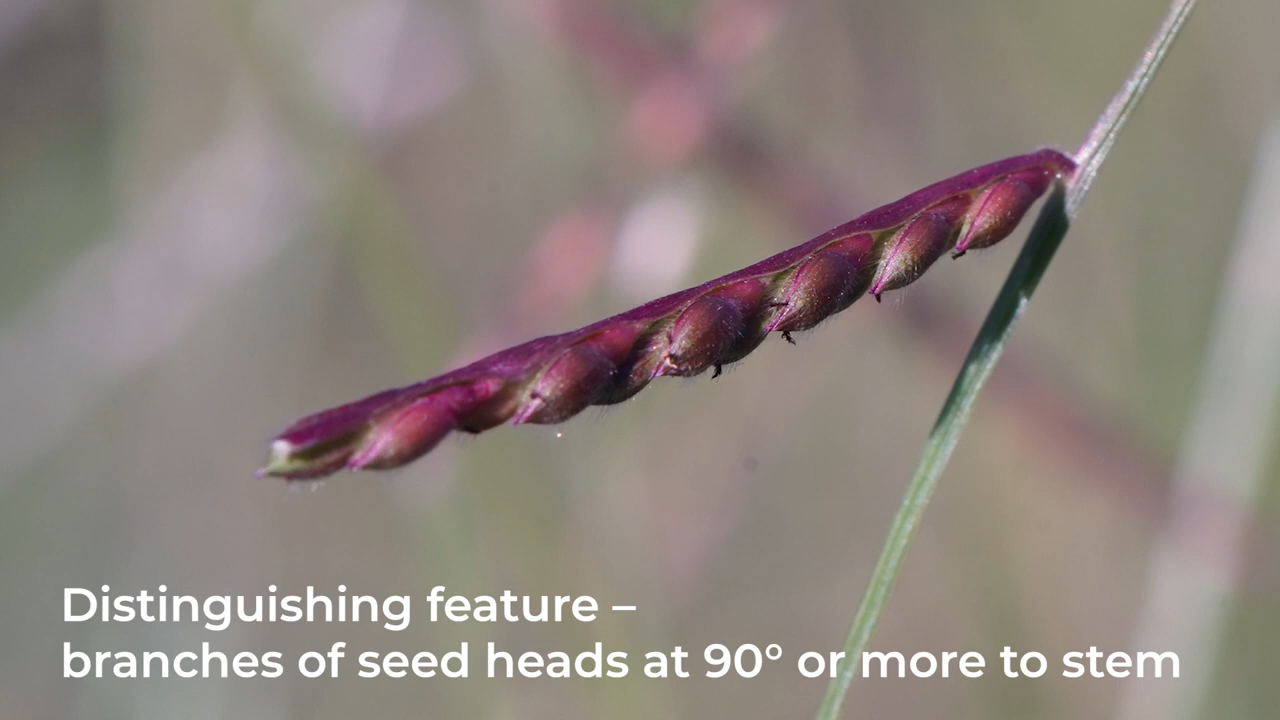 Distinguishing feature –
branches of seed heads at 90° or more to stem